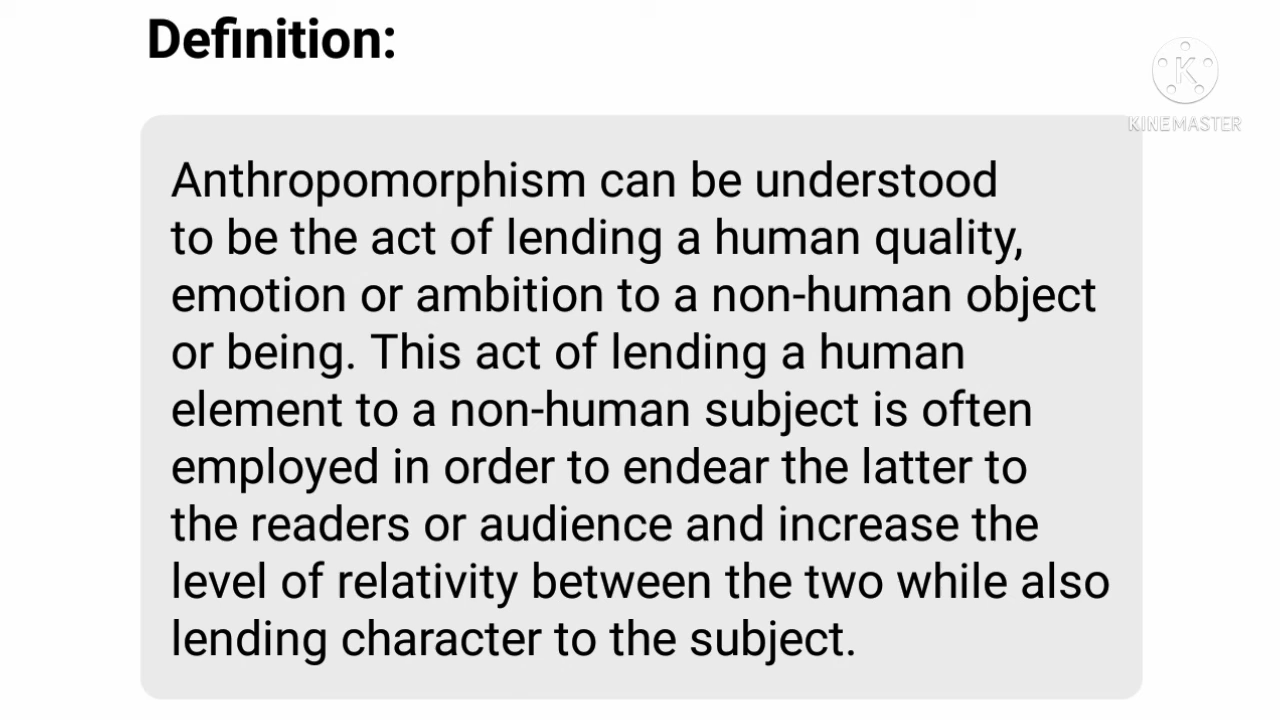 Definition:
K
KINEMASTER
Anthropomorphism can be understood
to be the act of lending a human quality,
emotion or ambition to a non-human object
or being. This act of lending a human
element to a non-human subject is often
employed in order to endear the latter to
the readers or audience and increase the
level of relativity between the two while also
lending character to the subject.